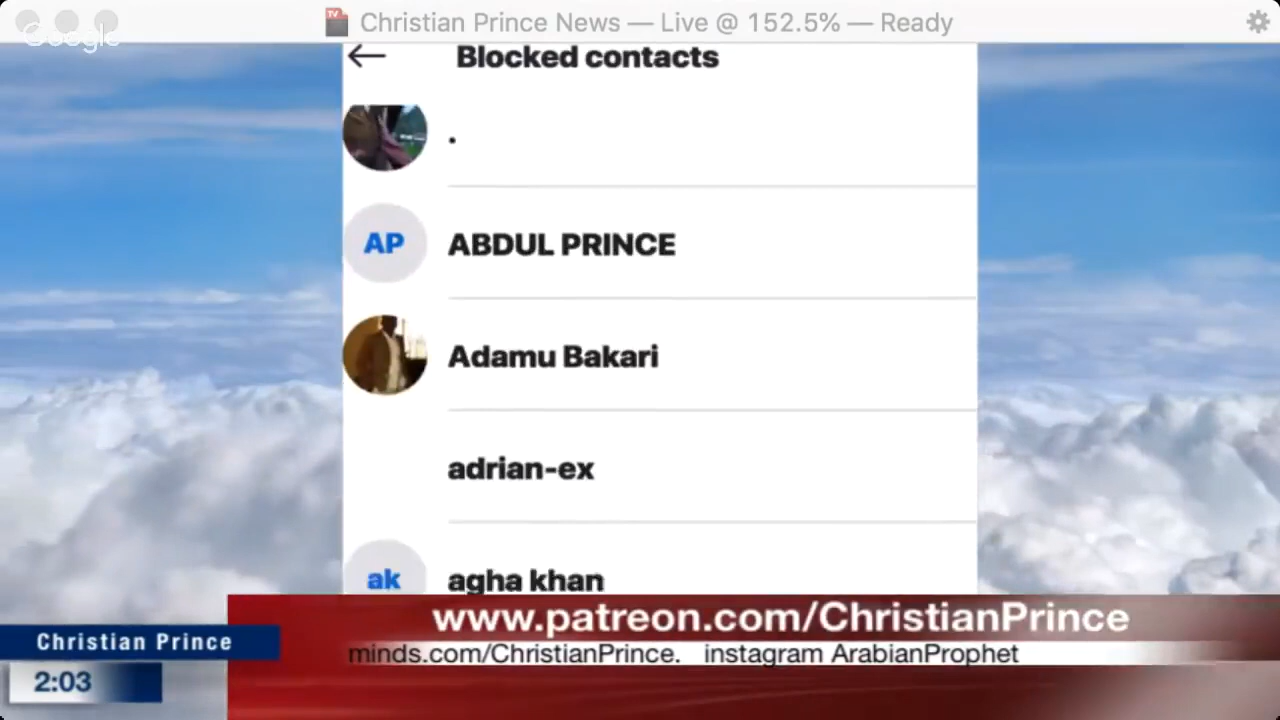 Christian Prince News — Live @ 152.5% — Ready
Google
Blocked contacts
.
AP ABDUL PRINCE
Adamu Bakari
adrian-ex
ak agha khan
www.patreon.com/ChristianPrince
Christian Prince
minds.com/ChristianPrince. instagram ArabianProphet
2:03